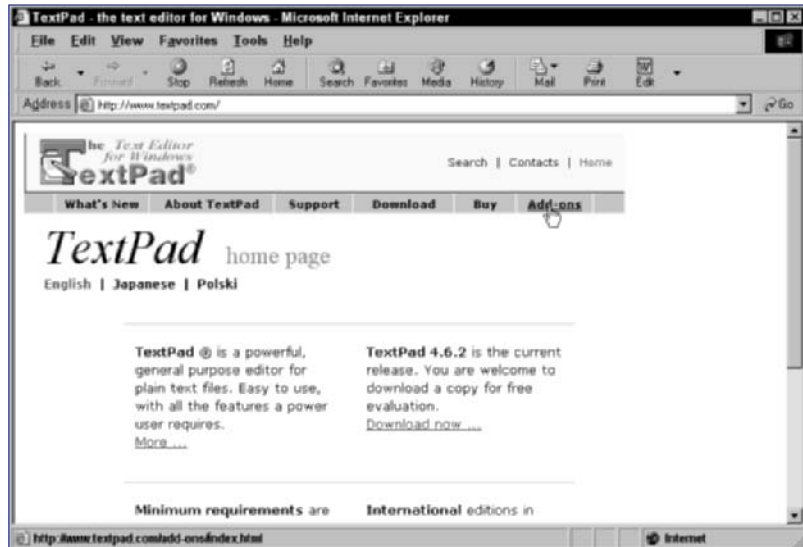 TextPad - the text editor for Windows - Microsoft Internet Explorer
File Edit View Favorites Tools Help
Back Forward Stop Refresh Home Search Favorites Media History Mail Print Edit
Address http://www.textpad.com/ Go
The Text Editor
for Windows
TextPad®
Search | Contacts | Home
What's New About TextPad Support Download Buy Add-ons
TextPad home page
English | Japanese | Polski
TextPad ® is a powerful,
general purpose editor for
plain text files. Easy to use,
with all the features a power
user requires.
More ...
TextPad 4.6.2 is the current
release. You are welcome to
download a copy for free
evaluation.
Download now ...
Minimum requirements are
International editions in
http://www.textpad.com/add-ons/index.html Internet